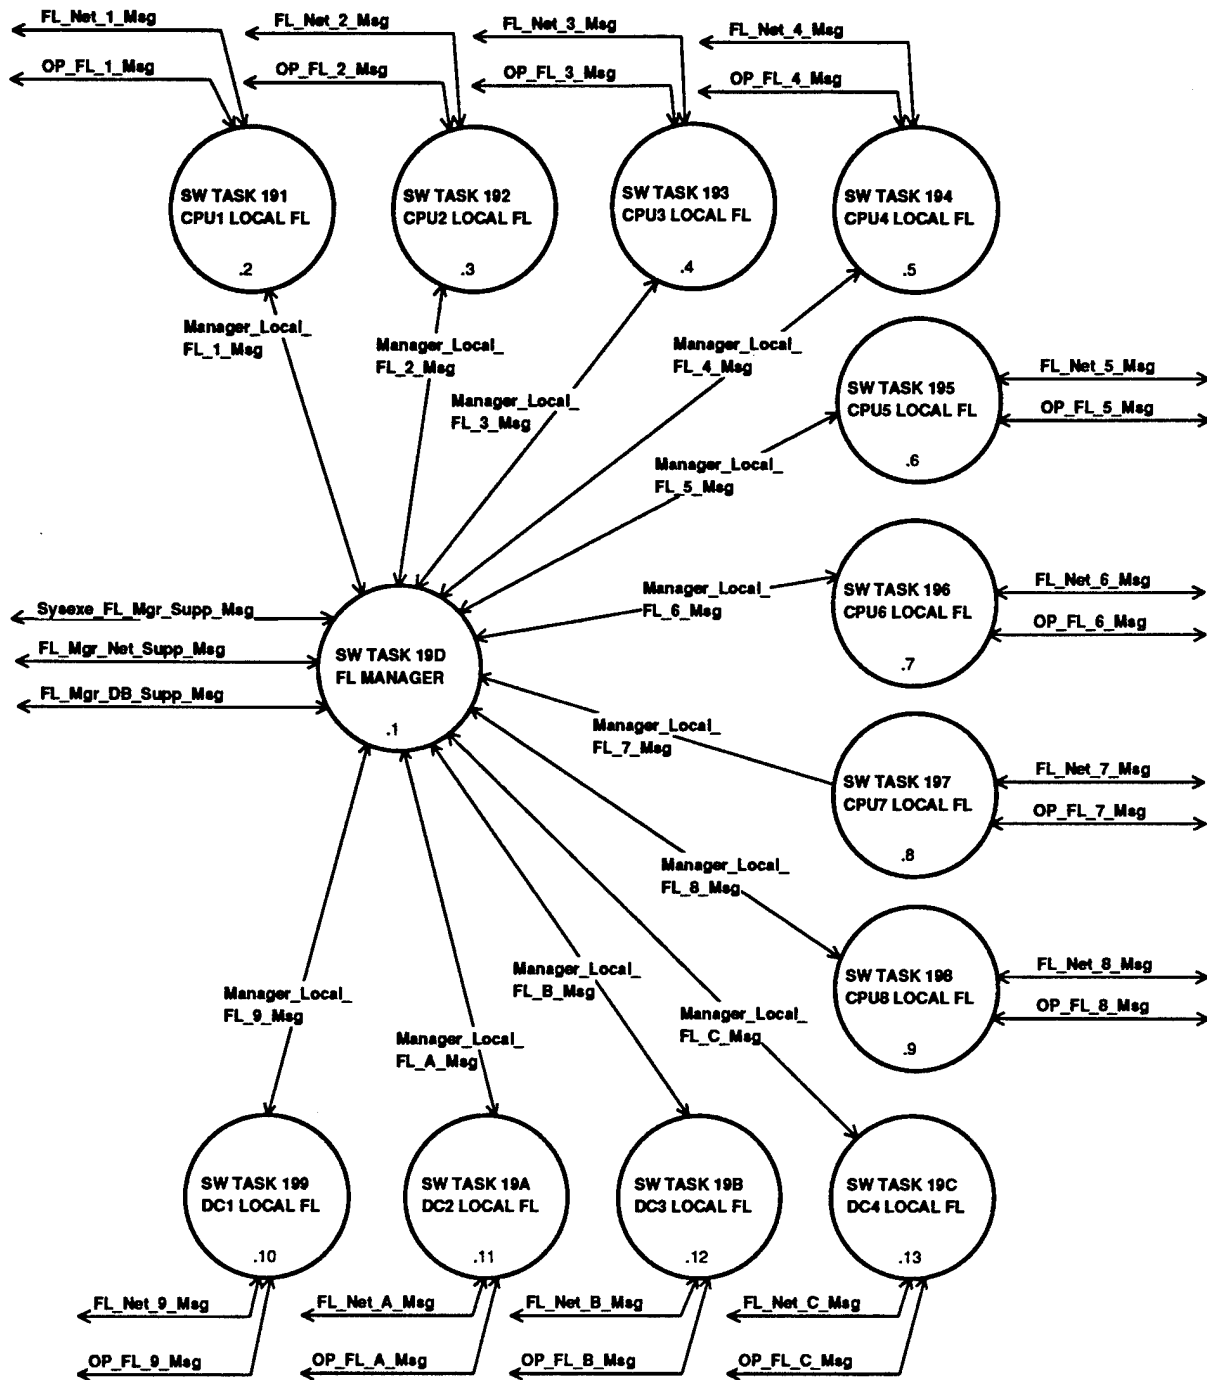 FL_Net_1_Msg
OP_FL_1_Msg
FL_Net_2_Msg
OP_FL_2_Msg
FL_Net_3_Msg
OP_FL_3_Msg
FL_Net_4_Msg
OP_FL_4_Msg
SW TASK 191
CPU1 LOCAL FL
.2
SW TASK 192
CPU2 LOCAL FL
.3
SW TASK 193
CPU3 LOCAL FL
.4
SW TASK 194
CPU4 LOCAL FL
.5
Manager_Local_
FL_1_Msg
Manager_Local_
FL_2_Msg
Manager_Local_
FL_3_Msg
Manager_Local_
FL_4_Msg
SW TASK 195
CPU5 LOCAL FL
.6
FL_Net_5_Msg
OP_FL_5_Msg
Manager_Local_
FL_5_Msg
Manager_Local_
FL_6_Msg
SW TASK 196
CPU6 LOCAL FL
.7
FL_Net_6_Msg
OP_FL_6_Msg
Sysexe_FL_Mgr_Supp_Msg
FL_Mgr_Net_Supp_Msg
FL_Mgr_DB_Supp_Msg
SW TASK 19D
FL MANAGER
.1
Manager_Local_
FL_7_Msg
SW TASK 197
CPU7 LOCAL FL
.8
FL_Net_7_Msg
OP_FL_7_Msg
Manager_Local_
FL_8_Msg
SW TASK 198
CPU8 LOCAL FL
.9
FL_Net_8_Msg
OP_FL_8_Msg
Manager_Local_
FL_9_Msg
Manager_Local_
FL_A_Msg
Manager_Local_
FL_B_Msg
Manager_Local_
FL_C_Msg
SW TASK 199
DC1 LOCAL FL
.10
SW TASK 19A
DC2 LOCAL FL
.11
SW TASK 19B
DC3 LOCAL FL
.12
SW TASK 19C
DC4 LOCAL FL
.13
FL_Net_9_Msg
OP_FL_9_Msg
FL_Net_A_Msg
OP_FL_A_Msg
FL_Net_B_Msg
OP_FL_B_Msg
FL_Net_C_Msg
OP_FL_C_Msg